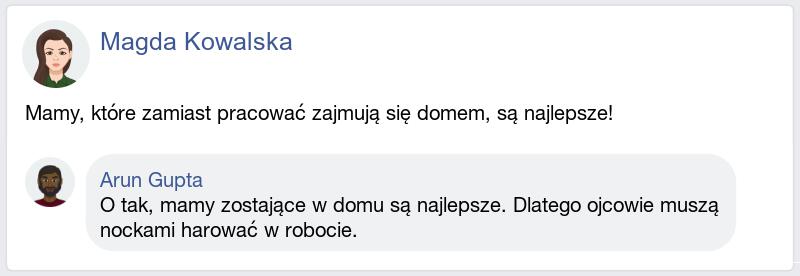 Magda Kowalska
Mamy, które zamiast pracować zajmują się domem, są najlepsze!
Arun Gupta
O tak, mamy zostające w domu są najlepsze. Dlatego ojcowie muszą
nockami harować w robocie.